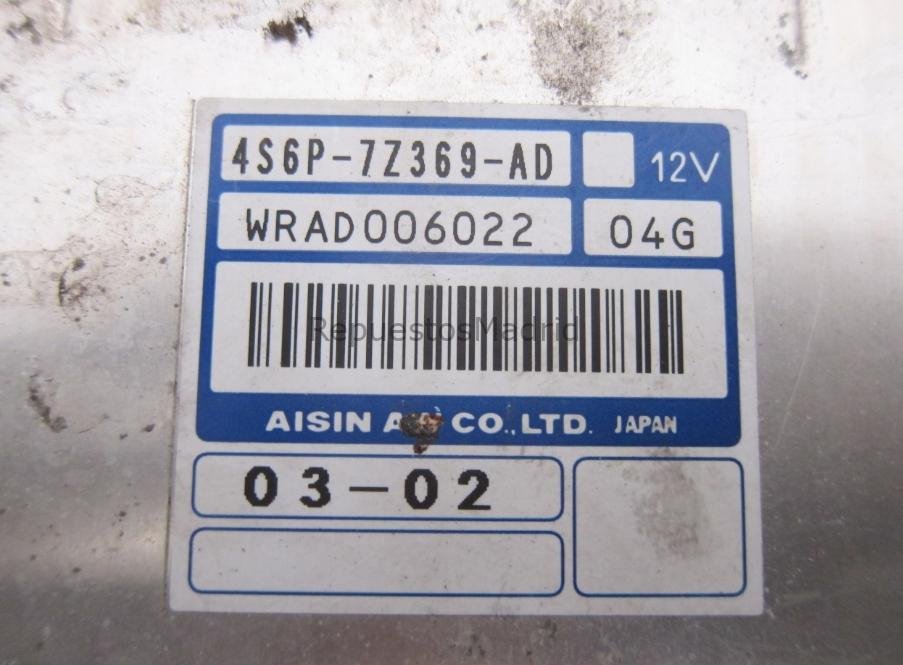 4S6P-7Z369-AD
12V
WRAD006022
04G
RepuestosMadrid
AISIN CO.,LTD. JAPAN
03-02